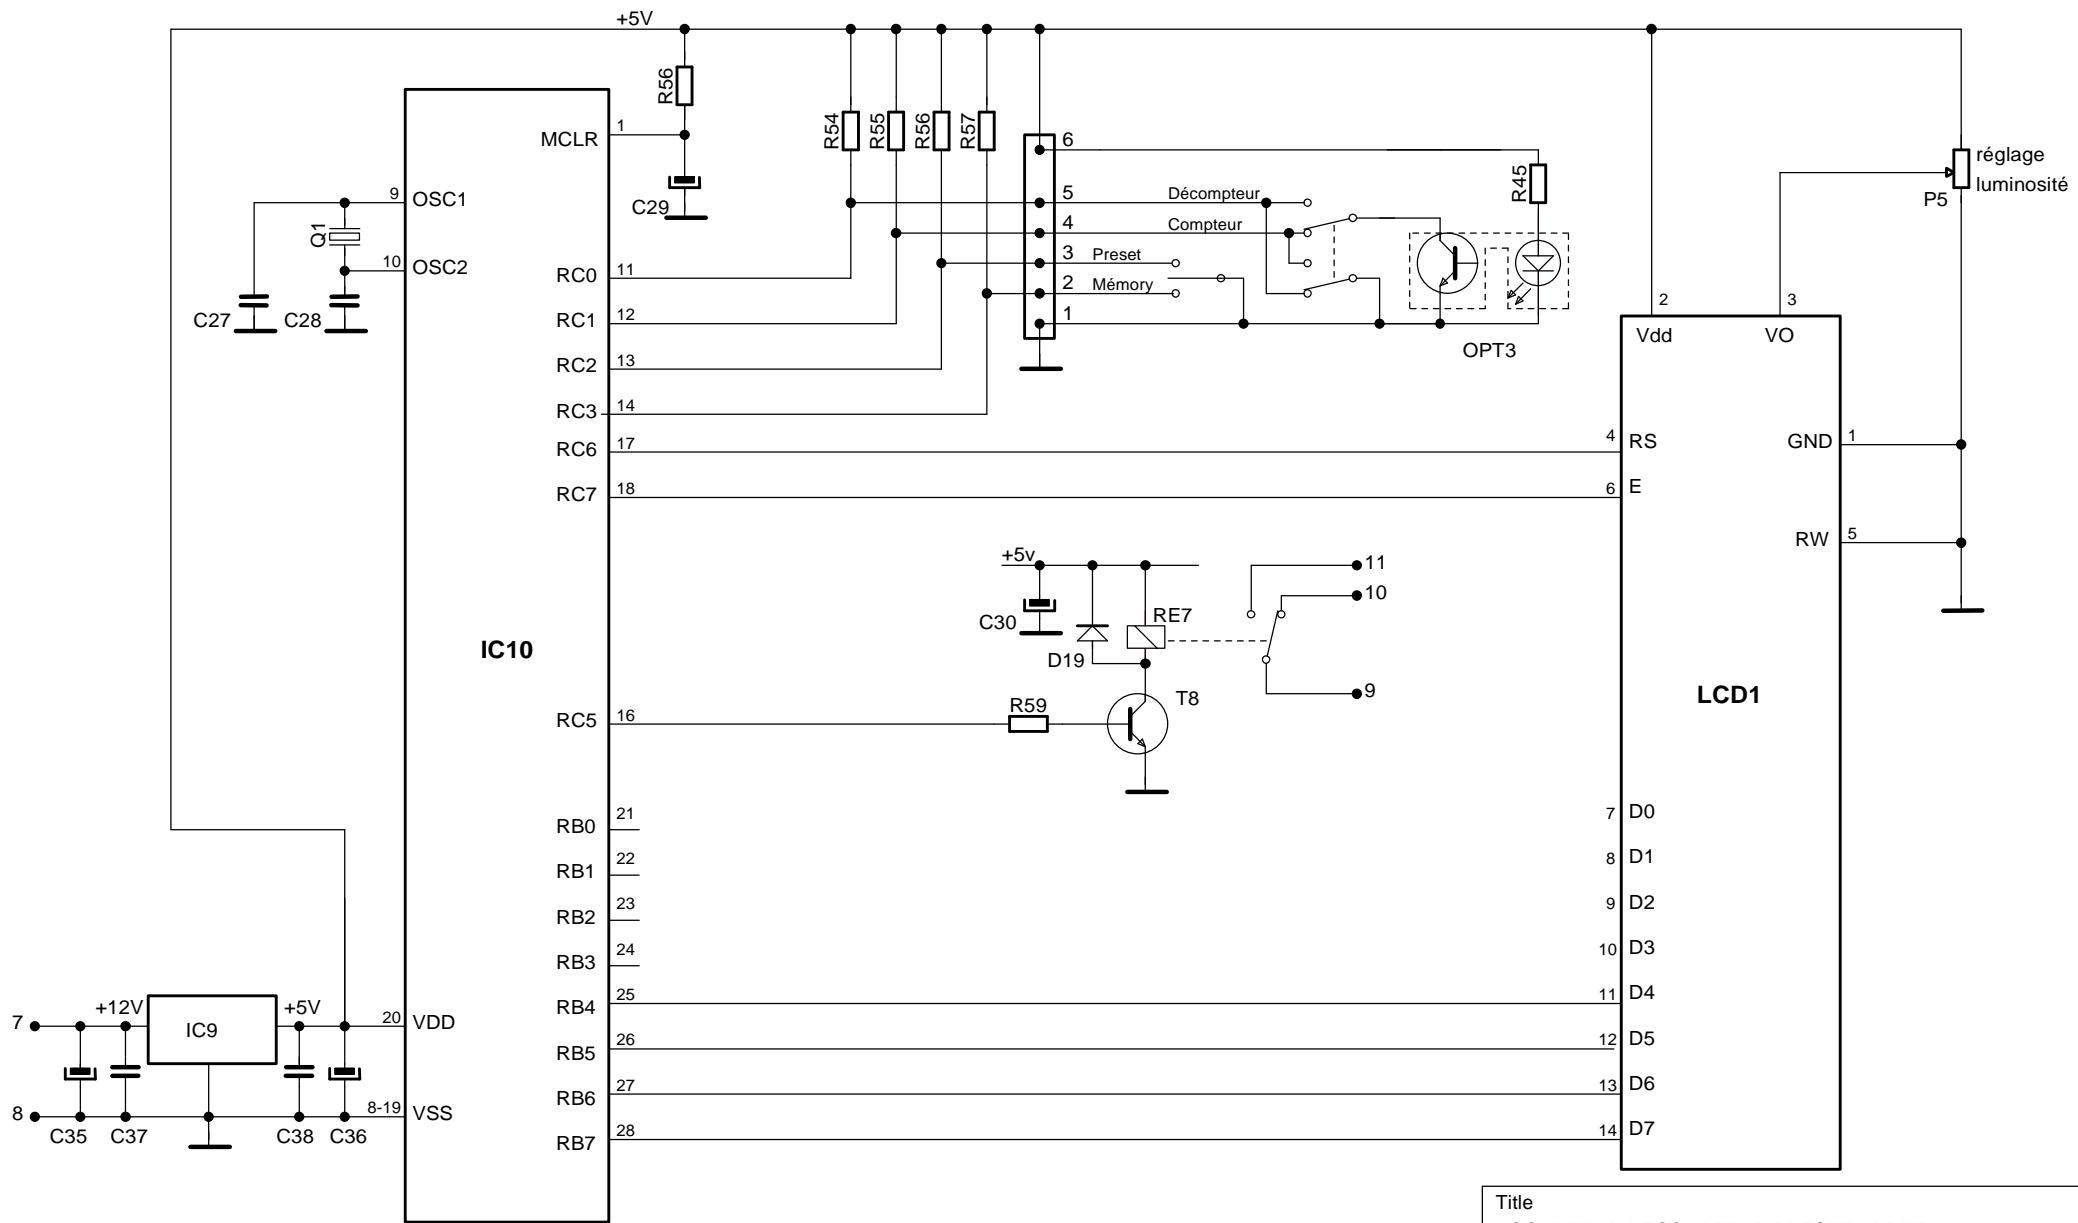 +5V
R56
1
MCLR
R54
R55
R56
R57
6
R45
réglage
luminosité
P5
9
OSC1
C29
5
Décompteur
4
Compteur
Q1
3
Preset
10
OSC2
RC0
11
2
Mémory
C27
C28
RC1
12
1
2
3
Vdd
VO
OPT3
RC2
13
RC3
14
RC6
17
4
RS
GND
1
RC7
18
6
E
RW
5
+5v
11
10
C30
RE7
D19
IC10
9
LCD1
T8
RC5
16
R59
RB0
21
7
D0
RB1
22
8
D1
RB2
23
9
D2
RB3
24
10
D3
RB4
25
11
D4
7
+12V
IC9
+5V
20
VDD
RB5
26
12
D5
RB6
27
13
D6
8
8-19
VSS
C35
C37
C38
C36
RB7
28
14
D7
Title